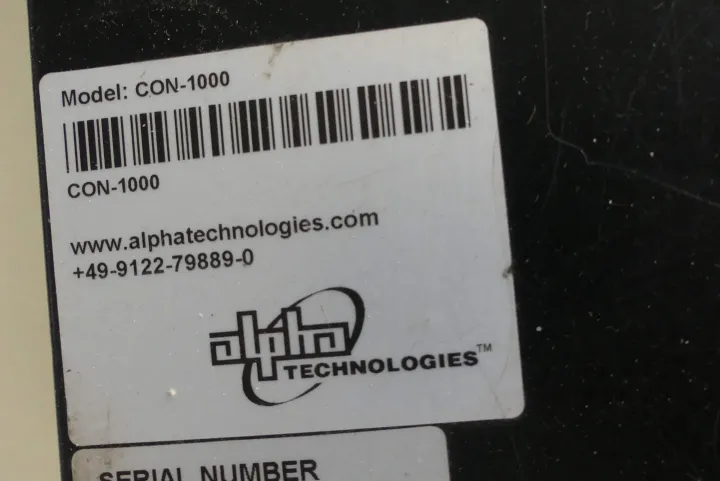 Model: CON-1000
CON-1000
www.alphatechnologies.com
+49-9122-79889-0
alpha
TECHNOLOGIES™
SERIAL NUMBER